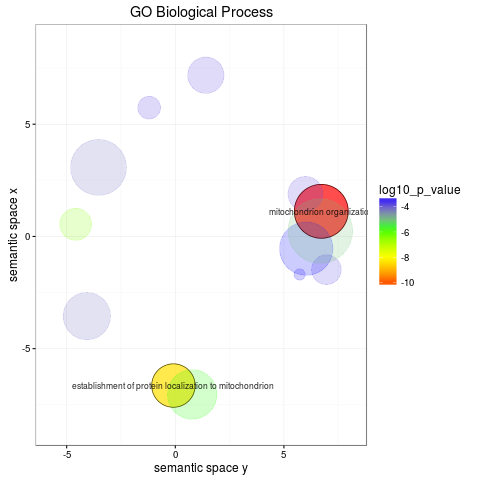 GO Biological Process
semantic space x
5
0
-5
-5
0
5
semantic space y
mitochondrion organizatio
establishment of protein localization to mitochondrion
log10_p_value
-4
-6
-8
-10